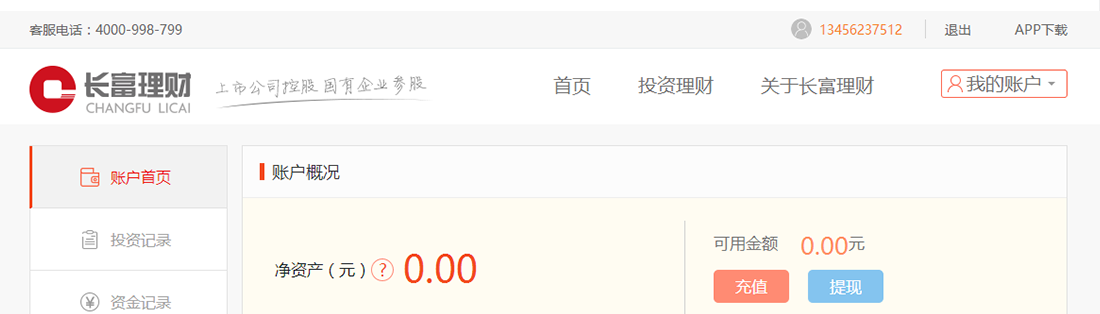 客服电话：4000-998-799
13456237512 退出 APP下载
长富理财
CHANGFU LICAI
上市公司控股 国有企业参股
首页 投资理财 关于长富理财 我的账户
账户首页
投资记录
资金记录
账户概况
净资产（元） ? 0.00
可用金额 0.00元
充值 提现